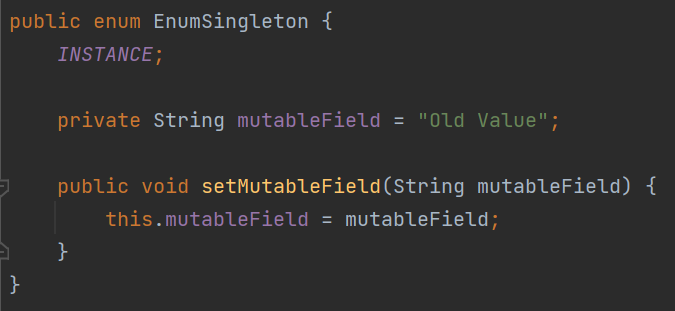 public enum EnumSingleton {
INSTANCE;
private String mutableField = "Old Value";
public void setMutableField(String mutableField) {
this.mutableField = mutableField;
}
}